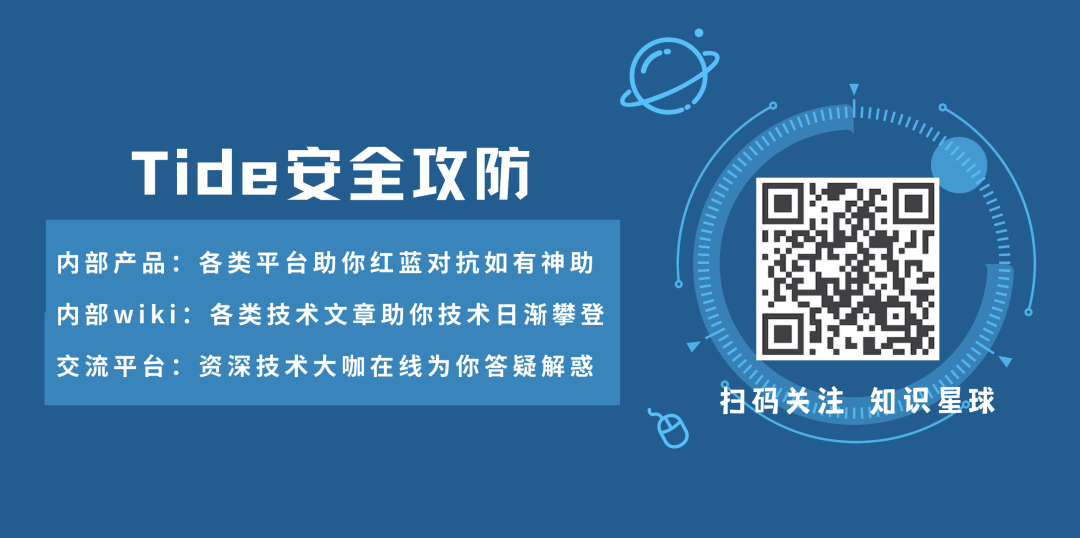 Tide安全攻防
内部产品：各类平台助你红蓝对抗如有神助
内部wiki：各类技术文章助你技术日渐攀登
交流平台：资深技术大咖在线为你答疑解惑
扫码关注 知识星球